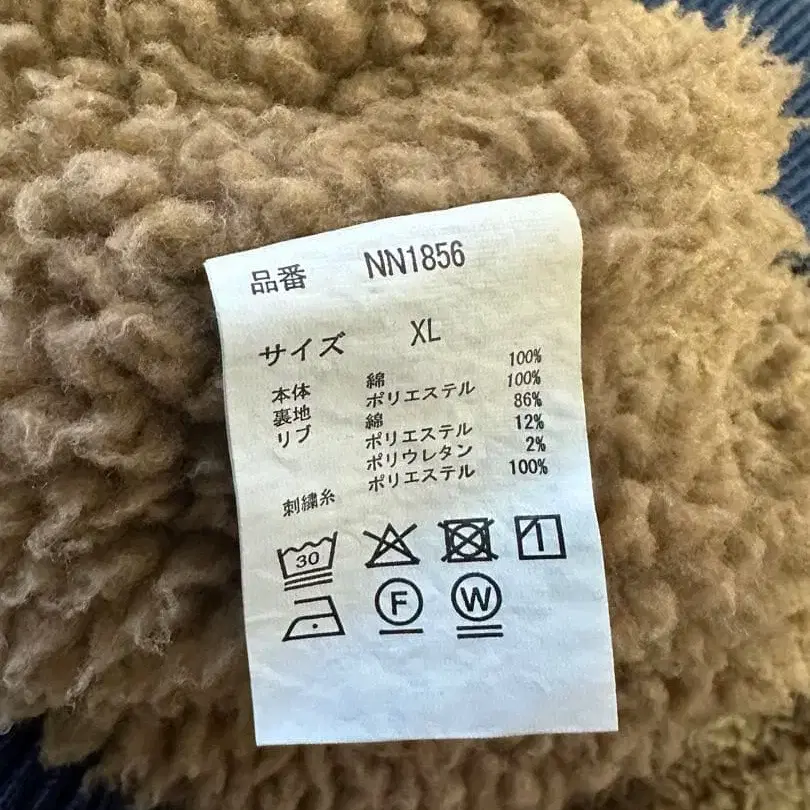 品番 NN1856
サイズ XL
本体 綿 100%
裏地 ポリエステル 100%
リブ 綿 86%
ポリエステル 12%
ポリウレタン 2%
刺繍糸 ポリエステル 100%
30
F W